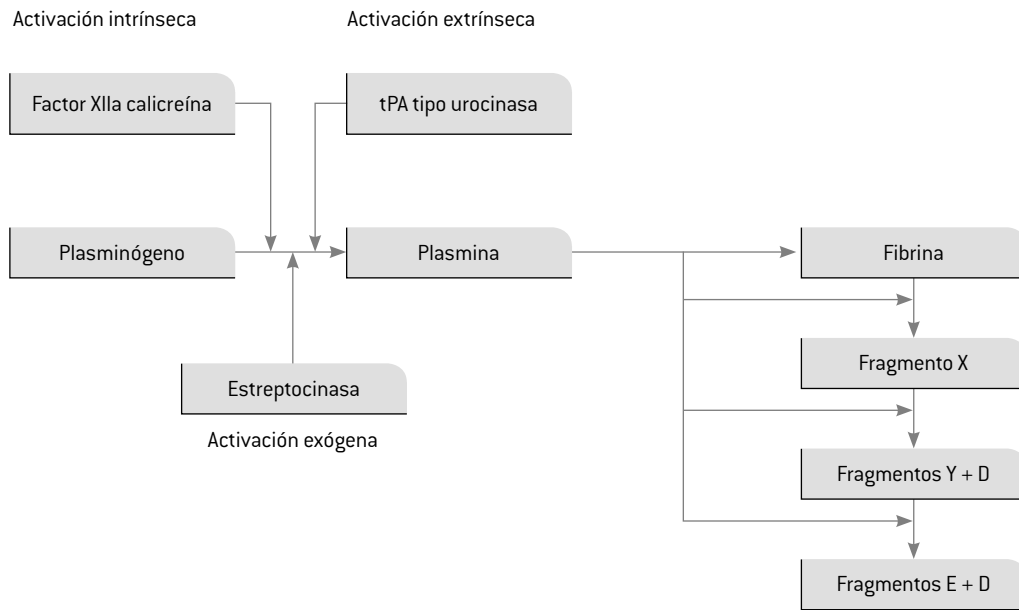 Activación intrínseca
Activación extrínseca
Factor XIIa calicreína
tPA tipo urocinasa
Plasminógeno
Plasmina
Fibrina
Fragmento X
Estreptocinasa
Activación exógena
Fragmentos Y + D
Fragmentos E + D